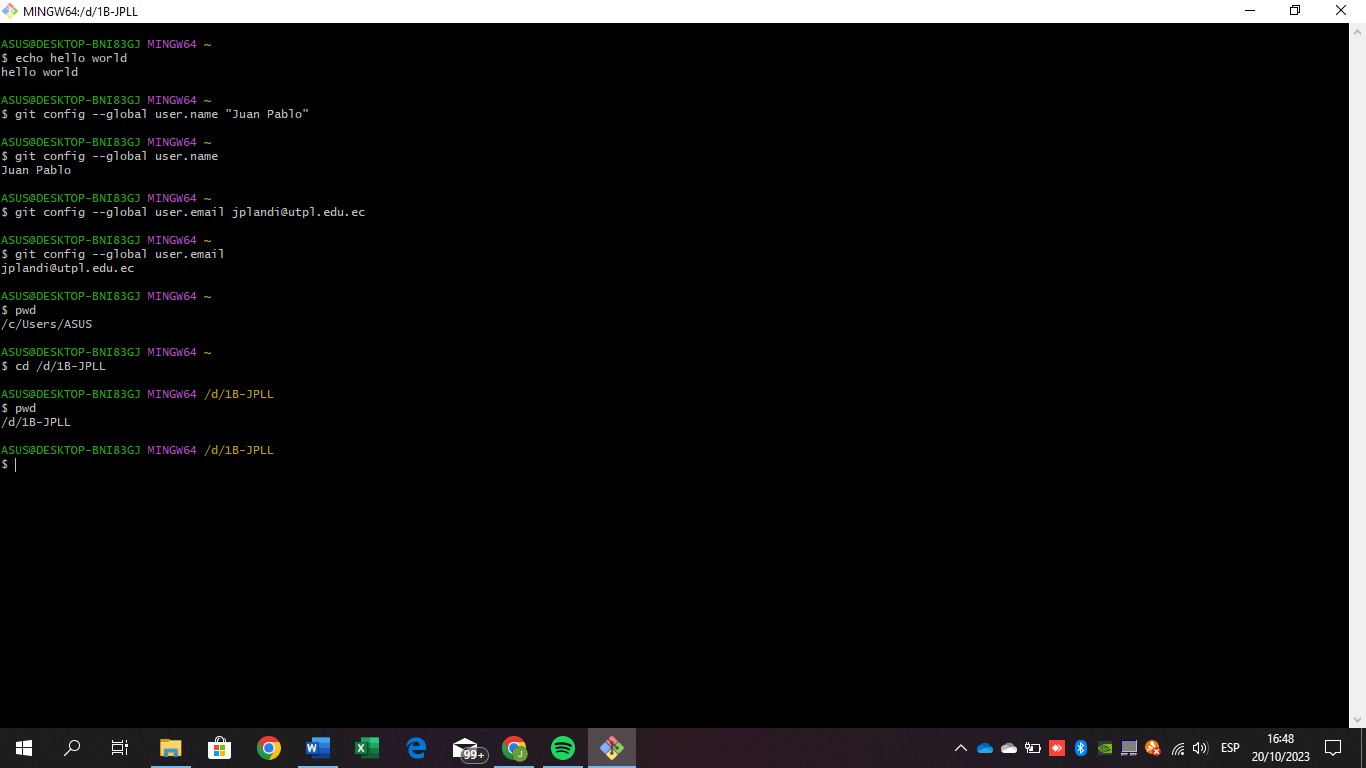 MINGW64:/d/1B-JPLL
ASUS@DESKTOP-BNI83GJ MINGW64 ~
$ echo hello world
hello world
ASUS@DESKTOP-BNI83GJ MINGW64 ~
$ git config --global user.name "Juan Pablo"
ASUS@DESKTOP-BNI83GJ MINGW64 ~
$ git config --global user.name
Juan Pablo
ASUS@DESKTOP-BNI83GJ MINGW64 ~
$ git config --global user.email jplandi@utpl.edu.ec
ASUS@DESKTOP-BNI83GJ MINGW64 ~
$ git config --global user.email
jplandi@utpl.edu.ec
ASUS@DESKTOP-BNI83GJ MINGW64 ~
$ pwd
/c/Users/ASUS
ASUS@DESKTOP-BNI83GJ MINGW64 ~
$ cd /d/1B-JPLL
ASUS@DESKTOP-BNI83GJ MINGW64 /d/1B-JPLL
$ pwd
/d/1B-JPLL
ASUS@DESKTOP-BNI83GJ MINGW64 /d/1B-JPLL
$
99+
J
ESP
16:48
20/10/2023